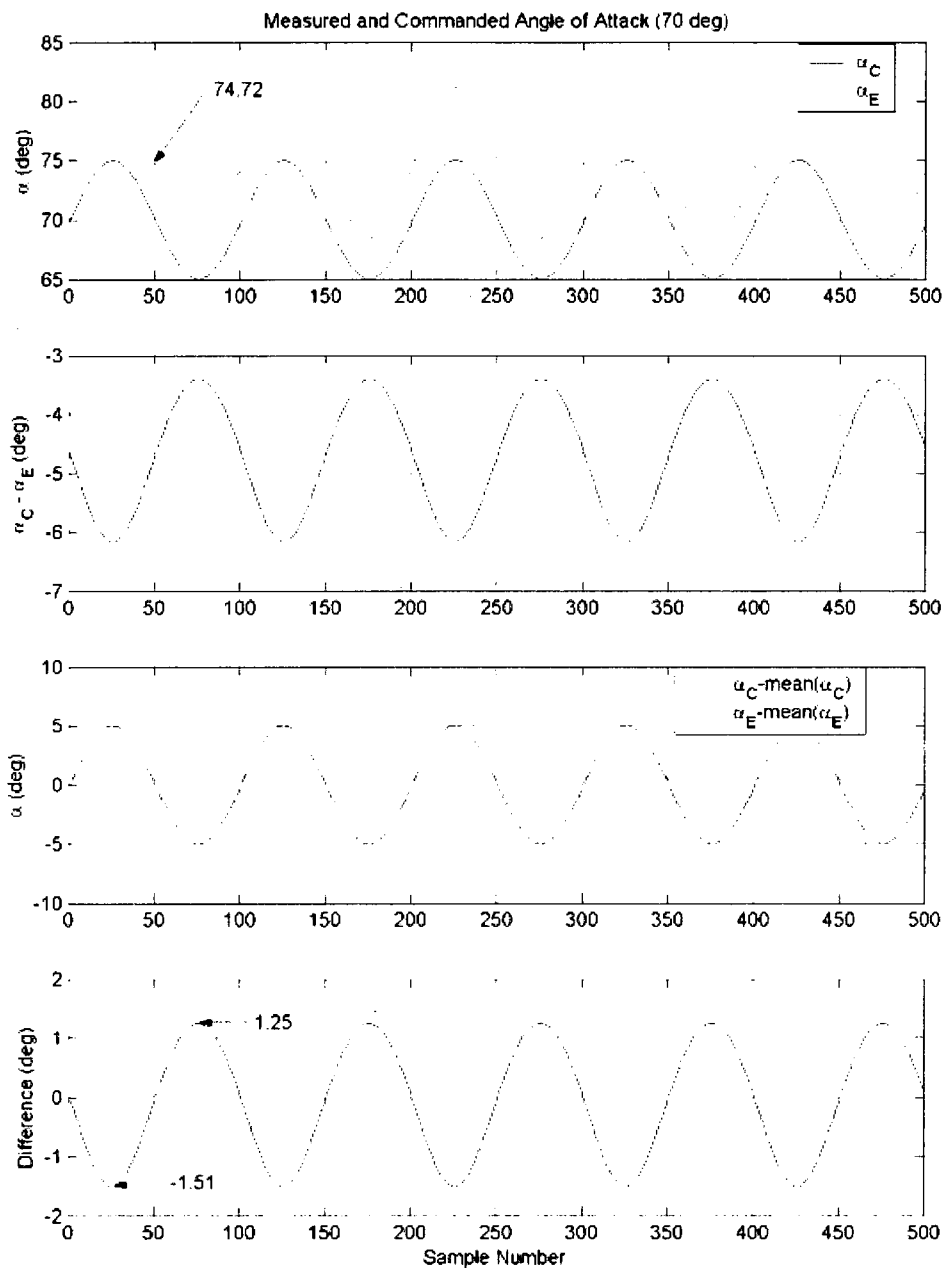 Measured and Commanded Angle of Attack (70 deg)
85
80
75
70
65
α (deg)
74.72
α_C
α_E
0 50 100 150 200 250 300 350 400 450 500
-3
-4
-5
-6
-7
α_C - α_E (deg)
0 50 100 150 200 250 300 350 400 450 500
10
5
0
-5
-10
α (deg)
α_C-mean(α_C)
α_E-mean(α_E)
0 50 100 150 200 250 300 350 400 450 500
2
1
0
-1
-2
Difference (deg)
1.25
-1.51
0 50 100 150 200 250 300 350 400 450 500
Sample Number